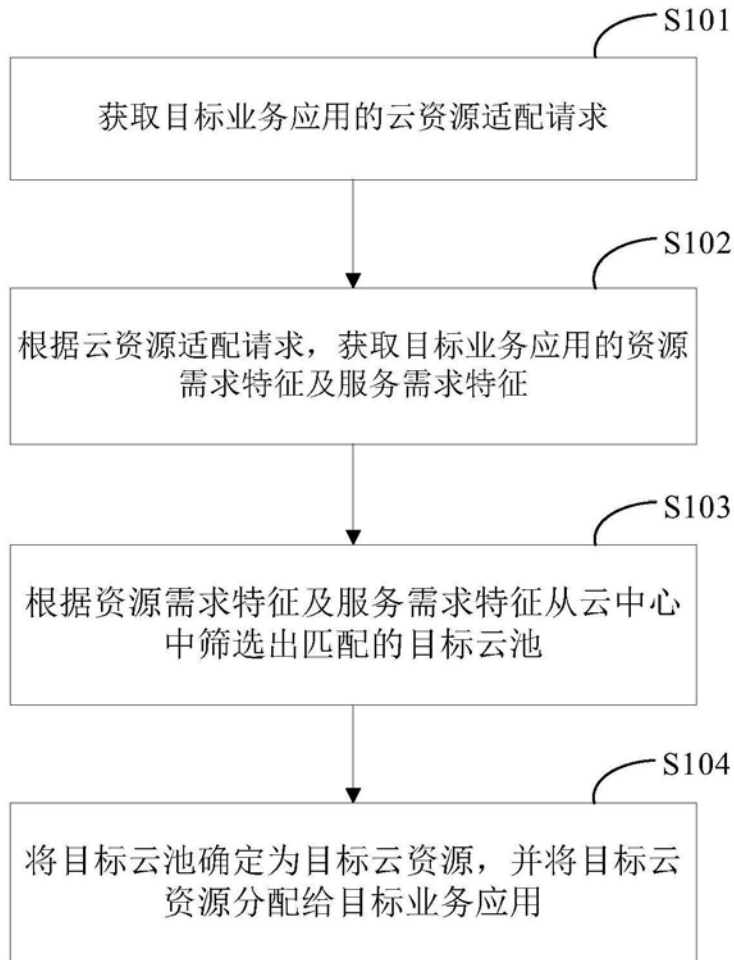 S101
获取目标业务应用的云资源适配请求
S102
根据云资源适配请求，获取目标业务应用的资源
需求特征及服务需求特征
S103
根据资源需求特征及服务需求特征从云中心
中筛选出匹配的目标云池
S104
将目标云池确定为目标云资源，并将目标云
资源分配给目标业务应用